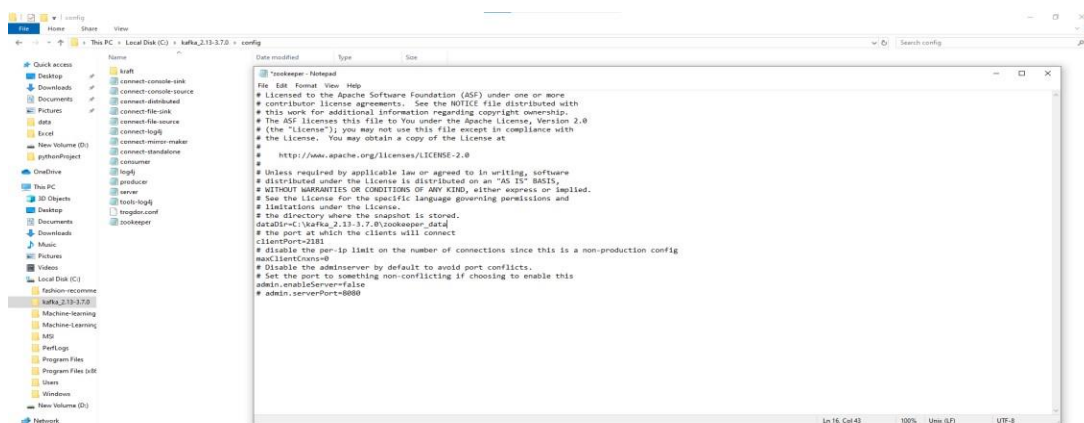 config
File Home Share View
This PC > Local Disk (C:) > kafka_2.13-3.7.0 > config
Search config
Name Date modified Type Size
Quick access
Desktop
Downloads
Documents
Pictures
data
Excel
New Volume (D:)
pythonProject
OneDrive
This PC
3D Objects
Desktop
Documents
Downloads
Music
Pictures
Videos
Local Disk (C:)
fashion-recomme
kafka_2.13-3.7.0
Machine-learning
Machine-Learning
MSI
PerfLogs
Program Files
Program Files (x86
Users
Windows
New Volume (D:)
Network
kraft
connect-console-sink
connect-console-source
connect-distributed
connect-file-sink
connect-file-source
connect-log4j
connect-mirror-maker
connect-standalone
consumer
log4j
producer
server
tools-log4j
trogdor.conf
zookeeper
*zookeeper - Notepad
File Edit Format View Help
# Licensed to the Apache Software Foundation (ASF) under one or more
# contributor license agreements. See the NOTICE file distributed with
# this work for additional information regarding copyright ownership.
# The ASF licenses this file to You under the Apache License, Version 2.0
# (the "License"); you may not use this file except in compliance with
# the License. You may obtain a copy of the License at
#
# http://www.apache.org/licenses/LICENSE-2.0
#
# Unless required by applicable law or agreed to in writing, software
# distributed under the License is distributed on an "AS IS" BASIS,
# WITHOUT WARRANTIES OR CONDITIONS OF ANY KIND, either express or implied.
# See the License for the specific language governing permissions and
# limitations under the License.
# the directory where the snapshot is stored.
dataDir=C:\kafka_2.13-3.7.0\zookeeper_data
# the port at which the clients will connect
clientPort=2181
# disable the per-ip limit on the number of connections since this is a non-production config
maxClientCnxns=0
# Disable the adminserver by default to avoid port conflicts.
# Set the port to something non-conflicting if choosing to enable this
admin.enableServer=false
# admin.serverPort=8080
Ln 16, Col 43 100% Unix (LF) UTF-8